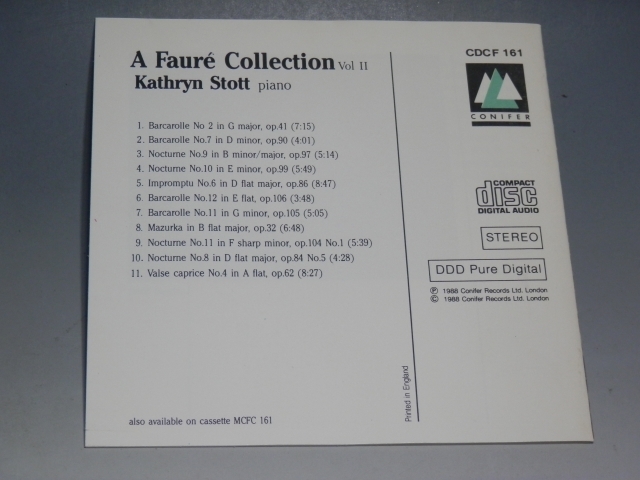 A Fauré Collection Vol II
Kathryn Stott piano
1. Barcarolle No 2 in G major, op.41 (7:15)
2. Barcarolle No.7 in D minor, op.90 (4:01)
3. Nocturne No.9 in B minor/major, op.97 (5:14)
4. Nocturne No.10 in E minor, op.99 (5:49)
5. Impromptu No.6 in D flat major, op.86 (8:47)
6. Barcarolle No.12 in E flat, op.106 (3:48)
7. Barcarolle No.11 in G minor, op.105 (5:05)
8. Mazurka in B flat major, op.32 (6:48)
9. Nocturne No.11 in F sharp minor, op.104 No.1 (5:39)
10. Nocturne No.8 in D flat major, op.84 No.5 (4:28)
11. Valse caprice No.4 in A flat, op.62 (8:27)
also available on cassette MCFC 161
Printed in England
CDCF 161
CONIFER
COMPACT
disc
DIGITAL AUDIO
STEREO
DDD Pure Digital
℗ 1988 Conifer Records Ltd. London
© 1988 Conifer Records Ltd. London